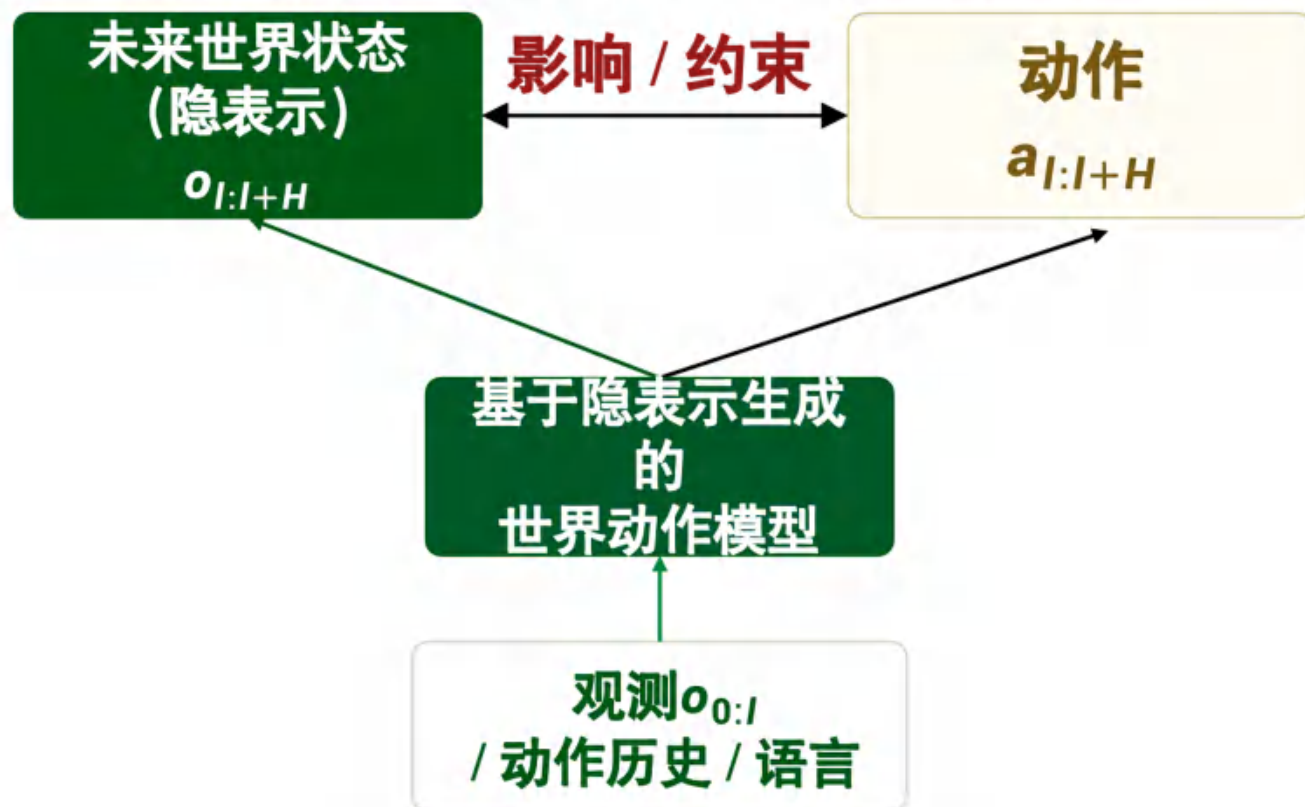 未来世界状态
(隐表示)
o_{l:l+H}
影响 / 约束
动作
a_{l:l+H}
基于隐表示生成
的
世界动作模型
观测o_{0:l}
/ 动作历史 / 语言